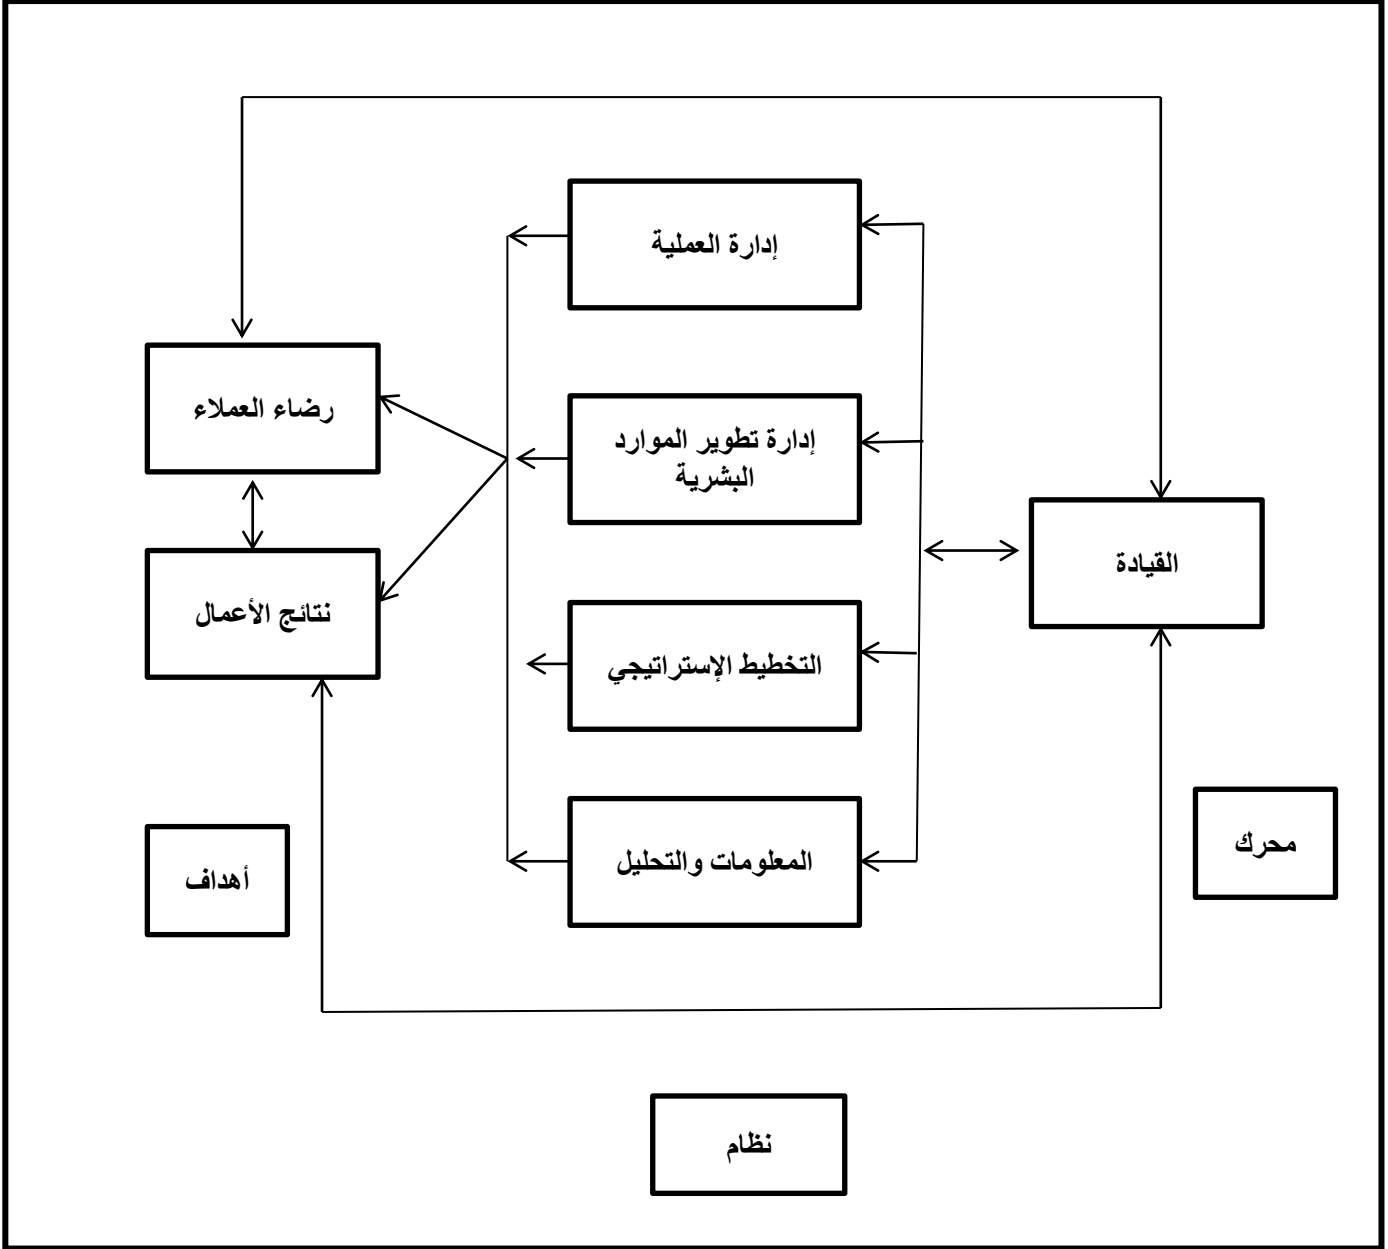 إدارة العملية
رضاء العملاء
إدارة تطوير الموارد
البشرية
القيادة
نتائج الأعمال
التخطيط الإستراتيجي
المعلومات والتحليل
محرك
أهداف
نظام